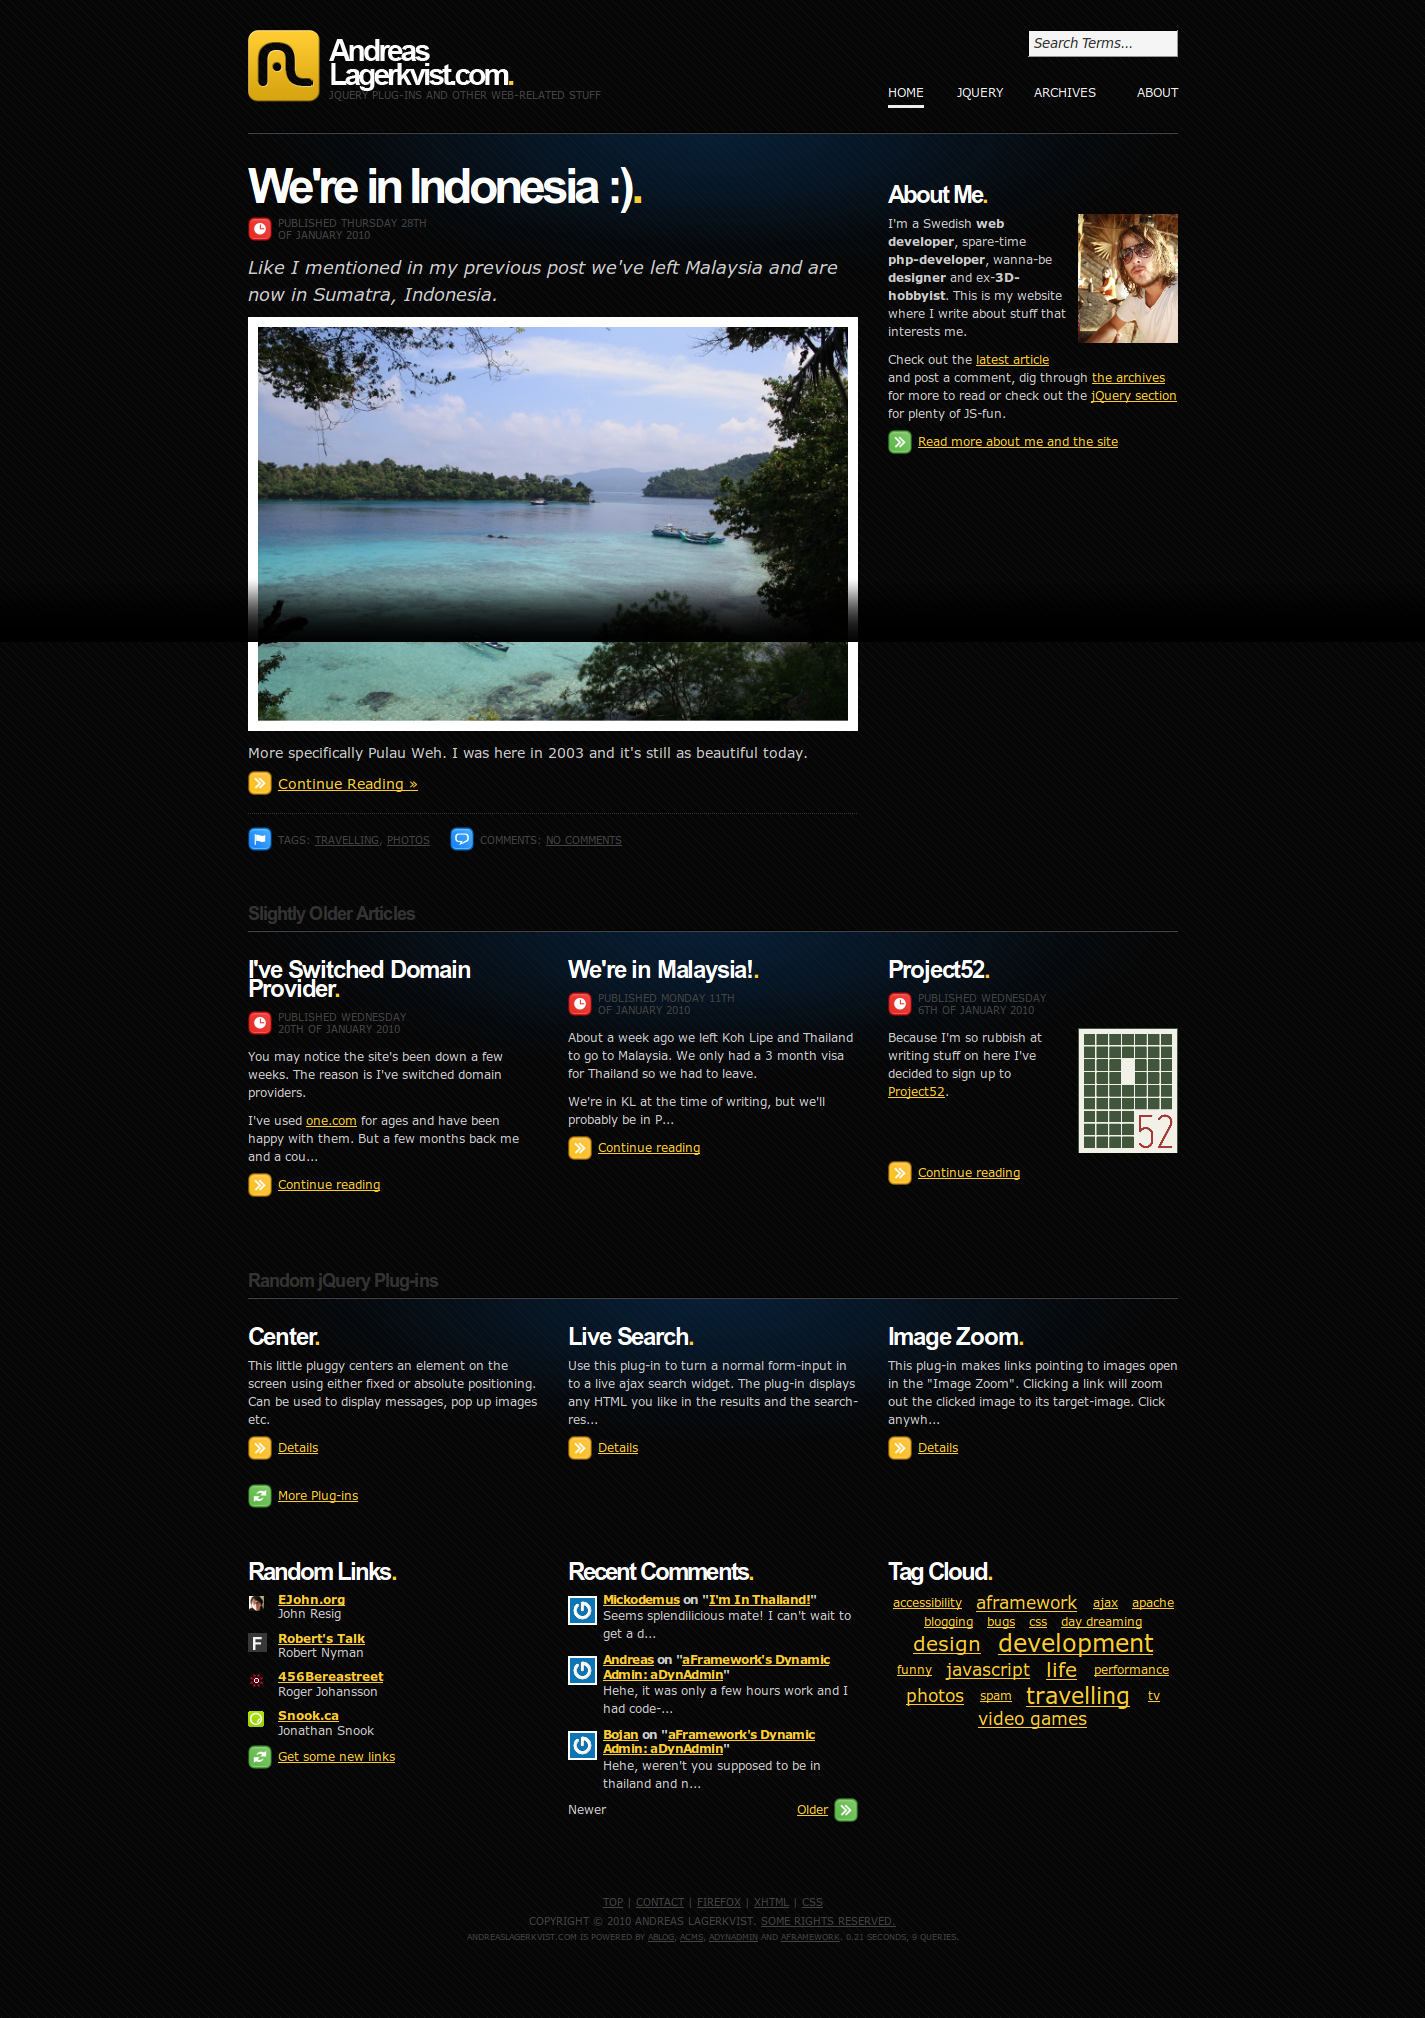 Andreas
Lagerkvist.com.
JQUERY PLUG-INS AND OTHER WEB-RELATED STUFF
Search Terms...
HOME JQUERY ARCHIVES ABOUT
We're in Indonesia :).
PUBLISHED THURSDAY 28TH
OF JANUARY 2010
Like I mentioned in my previous post we've left Malaysia and are
now in Sumatra, Indonesia.
More specifically Pulau Weh. I was here in 2003 and it's still as beautiful today.
Continue Reading »
TAGS: TRAVELLING, PHOTOS COMMENTS: NO COMMENTS
About Me.
I'm a Swedish web
developer, spare-time
php-developer, wanna-be
designer and ex-3D-
hobbyist. This is my website
where I write about stuff that
interests me.
Check out the latest article
and post a comment, dig through the archives
for more to read or check out the jQuery section
for plenty of JS-fun.
Read more about me and the site
Slightly Older Articles
I've Switched Domain
Provider.
PUBLISHED WEDNESDAY
20TH OF JANUARY 2010
You may notice the site's been down a few
weeks. The reason is I've switched domain
providers.
I've used one.com for ages and have been
happy with them. But a few months back me
and a cou...
Continue reading
We're in Malaysia!.
PUBLISHED MONDAY 11TH
OF JANUARY 2010
About a week ago we left Koh Lipe and Thailand
to go to Malaysia. We only had a 3 month visa
for Thailand so we had to leave.
We're in KL at the time of writing, but we'll
probably be in P...
Continue reading
Project52.
PUBLISHED WEDNESDAY
6TH OF JANUARY 2010
Because I'm so rubbish at
writing stuff on here I've
decided to sign up to
Project52.
52
Continue reading
Random jQuery Plug-ins
Center.
This little pluggy centers an element on the
screen using either fixed or absolute positioning.
Can be used to display messages, pop up images
etc.
Details
Live Search.
Use this plug-in to turn a normal form-input in
to a live ajax search widget. The plug-in displays
any HTML you like in the results and the search-
res...
Details
Image Zoom.
This plug-in makes links pointing to images open
in the "Image Zoom". Clicking a link will zoom
out the clicked image to its target-image. Click
anywh...
Details
More Plug-ins
Random Links.
EJohn.org
John Resig
F
Robert's Talk
Robert Nyman
456Bereastreet
Roger Johansson
Snook.ca
Jonathan Snook
Get some new links
Recent Comments.
Mickodemus on "I'm In Thailand!"
Seems splendilicious mate! I can't wait to
get a d...
Andreas on "aFramework's Dynamic
Admin: aDynAdmin"
Hehe, it was only a few hours work and I
had code-...
Bojan on "aFramework's Dynamic
Admin: aDynAdmin"
Hehe, weren't you supposed to be in
thailand and n...
Newer Older
Tag Cloud.
accessibility aframework ajax apache
blogging bugs css day dreaming
design development
funny javascript life performance
photos spam travelling tv
video games
TOP | CONTACT | FIREFOX | XHTML | CSS
COPYRIGHT © 2010 ANDREAS LAGERKVIST. SOME RIGHTS RESERVED.
ANDREASLAGERKVIST.COM IS POWERED BY ABLOG, ACMS, ADYNADMIN AND AFRAMEWORK. 0.21 SECONDS, 9 QUERIES.